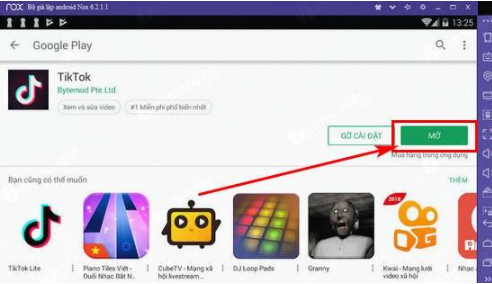 nox Bộ giả lập android Nox 6.2.1.1
13:25
Google Play
TikTok
Bytemod Pte. Ltd.
Xem và sửa video
#1 Miễn phí phổ biến nhất
GỠ CÀI ĐẶT
MỞ
Mua hàng trong ứng dụng
Bạn cũng có thể muốn
THÊM
2018
TikTok Lite
Piano Tiles Việt -
Đuổi Nhạc Bắt N...
CubeTV - Mạng xã
hội livestream...
DJ Loop Pads
Granny
Kwai - Mạng lưới
video xã hội
Nhạc